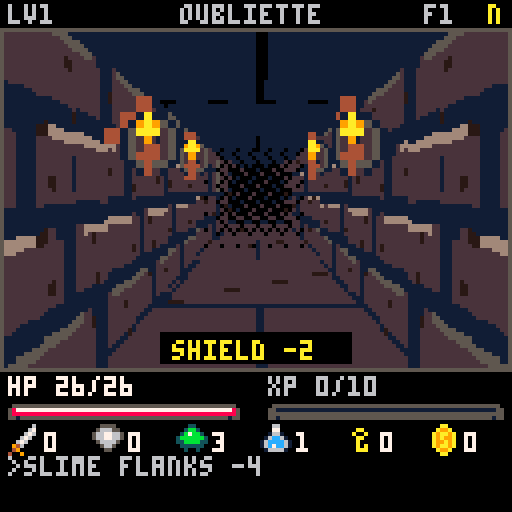 LV1 OUBLIETTE F1 N
SHIELD -2
HP 26/26 XP 0/10
0 0 3 1 0 0
>SLIME FLANKS -4